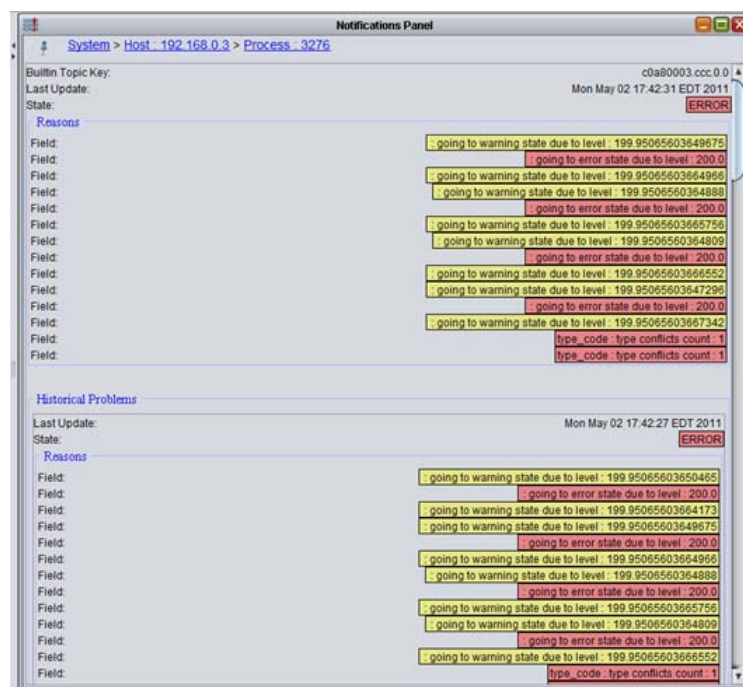 Notifications Panel
System > Host : 192.168.0.3 > Process : 3276
Builtin Topic Key: c0a80003.ccc.0.0
Last Update: Mon May 02 17:42:31 EDT 2011
State: ERROR
Reasons
Field: : going to warning state due to level : 199.95065603649675
Field: : going to error state due to level : 200.0
Field: : going to warning state due to level : 199.95065603664966
Field: : going to warning state due to level : 199.9506560364888
Field: : going to error state due to level : 200.0
Field: : going to warning state due to level : 199.95065603665756
Field: : going to warning state due to level : 199.9506560364809
Field: : going to error state due to level : 200.0
Field: : going to warning state due to level : 199.95065603666552
Field: : going to warning state due to level : 199.95065603647296
Field: : going to error state due to level : 200.0
Field: : going to warning state due to level : 199.95065603667342
Field: type_code : type conflicts count : 1
Field: type_code : type conflicts count : 1
Historical Problems
Last Update: Mon May 02 17:42:27 EDT 2011
State: ERROR
Reasons
Field: : going to warning state due to level : 199.95065603650465
Field: : going to error state due to level : 200.0
Field: : going to warning state due to level : 199.95065603664173
Field: : going to warning state due to level : 199.95065603649675
Field: : going to error state due to level : 200.0
Field: : going to warning state due to level : 199.95065603664966
Field: : going to warning state due to level : 199.9506560364888
Field: : going to error state due to level : 200.0
Field: : going to warning state due to level : 199.95065603665756
Field: : going to warning state due to level : 199.9506560364809
Field: : going to error state due to level : 200.0
Field: : going to warning state due to level : 199.95065603666552
Field: type_code : type conflicts count : 1